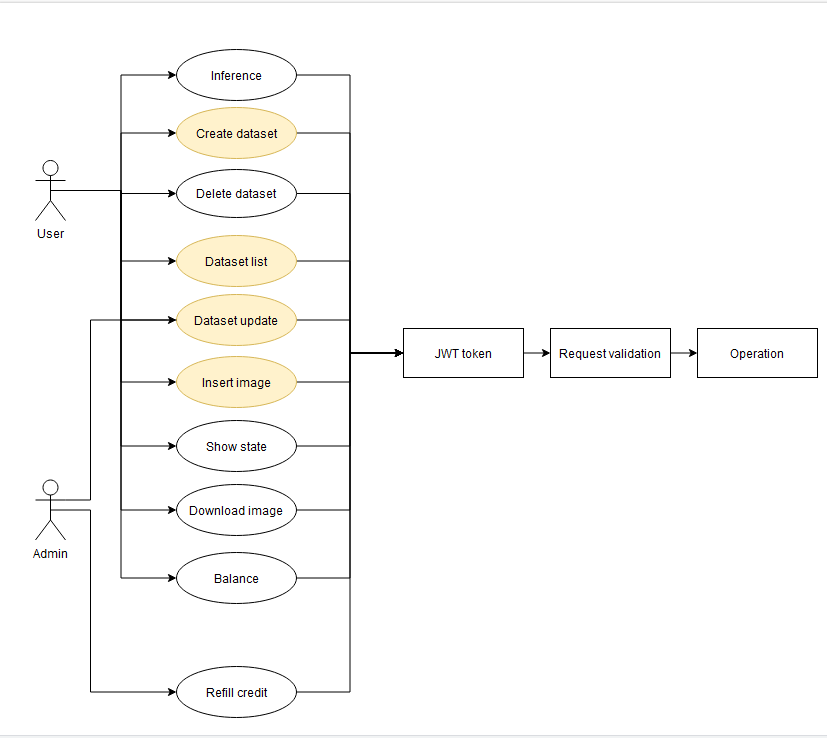 Inference
Create dataset
Delete dataset
User
Dataset list
Dataset update
JWT token
Request validation
Operation
Insert image
Show state
Download image
Admin
Balance
Refill credit